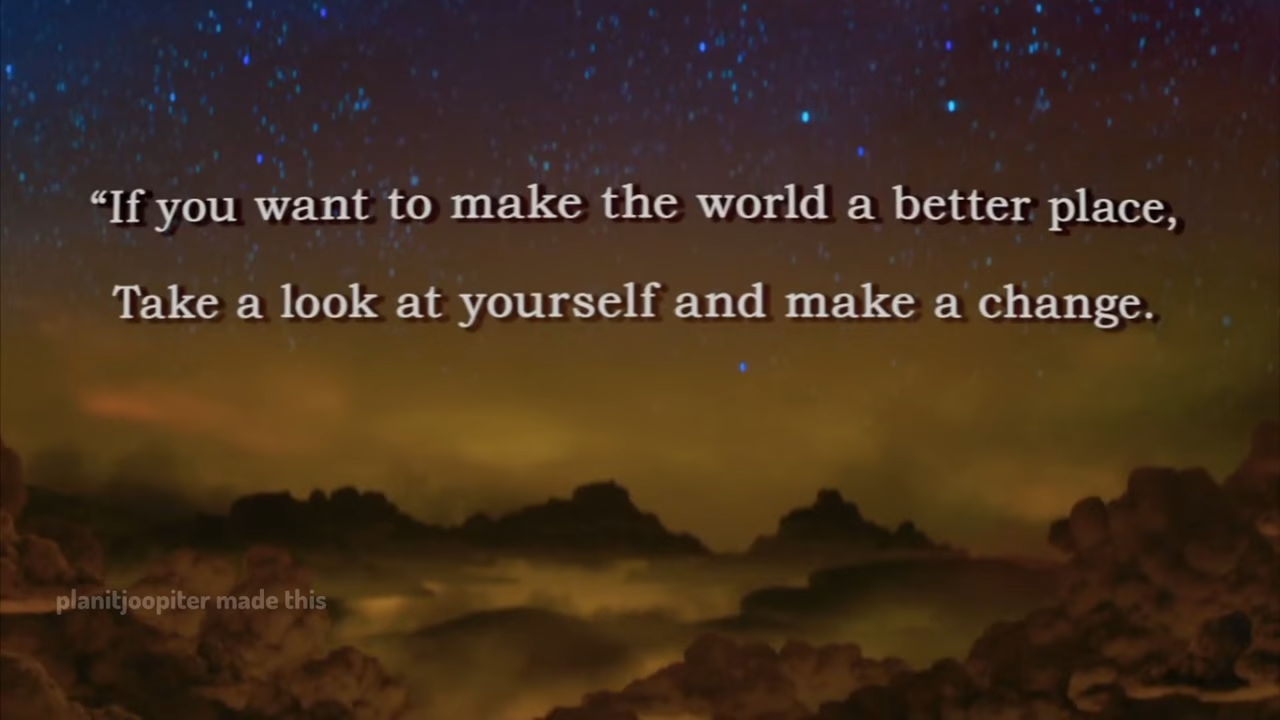 “If you want to make the world a better place,
Take a look at yourself and make a change.
planitjoopiter made this